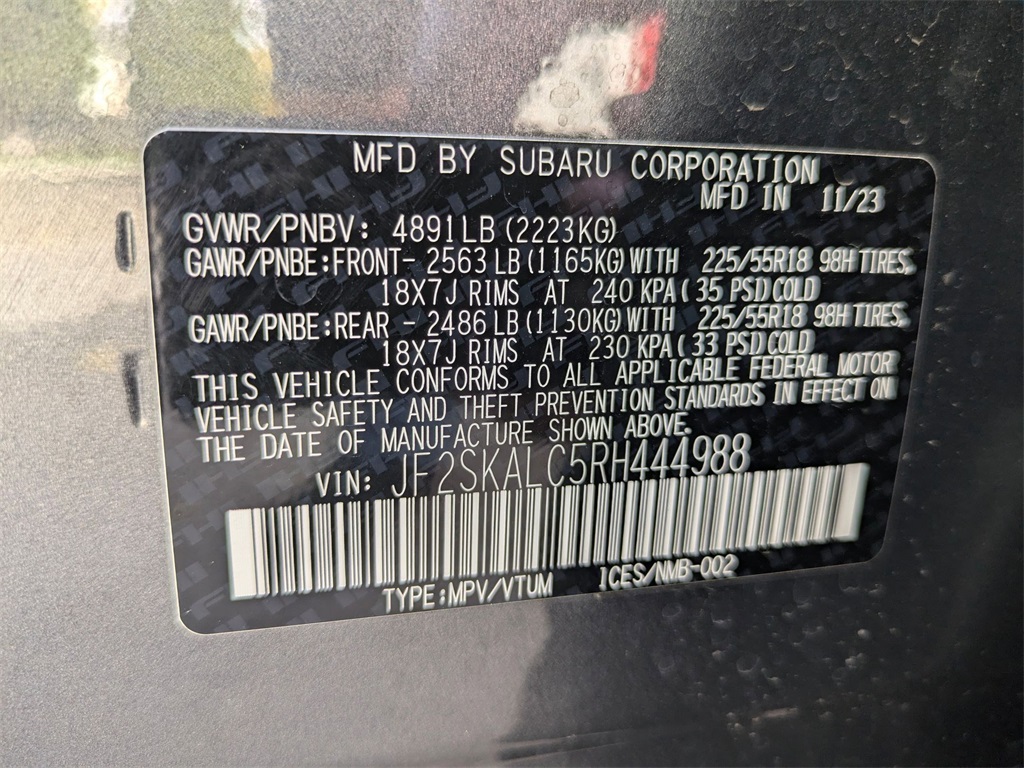 MFD BY SUBARU CORPORATION
MFD IN 11/23
GVWR/PNBV: 4891LB (2223KG)
GAWR/PNBE:FRONT- 2563 LB (1165KG) WITH 225/55R18 98H TIRES,
18X7J RIMS AT 240 KPA ( 35 PSI) COLD
GAWR/PNBE:REAR - 2486 LB (1130KG) WITH 225/55R18 98H TIRES,
18X7J RIMS AT 230 KPA ( 33 PSI) COLD
THIS VEHICLE CONFORMS TO ALL APPLICABLE FEDERAL MOTOR
VEHICLE SAFETY AND THEFT PREVENTION STANDARDS IN EFFECT ON
THE DATE OF MANUFACTURE SHOWN ABOVE.
VIN: JF2SKALC5RH444988
TYPE:MPV/VTUM ICES/NMB-002